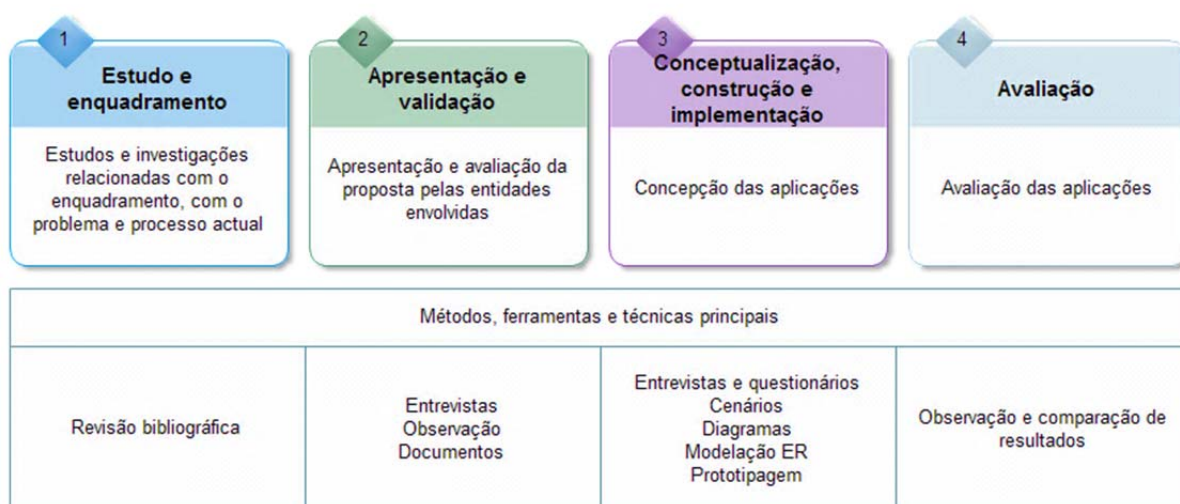 1
Estudo e
enquadramento
Estudos e investigações
relacionadas com o
enquadramento, com o
problema e processo actual
2
Apresentação e
validação
Apresentação e avaliação da
proposta pelas entidades
envolvidas
3
Conceptualização,
construção e
implementação
Concepção das aplicações
4
Avaliação
Avaliação das aplicações
Métodos, ferramentas e técnicas principais
Revisão bibliográfica
Entrevistas
Observação
Documentos
Entrevistas e questionários
Cenários
Diagramas
Modelação ER
Prototipagem
Observação e comparação de
resultados